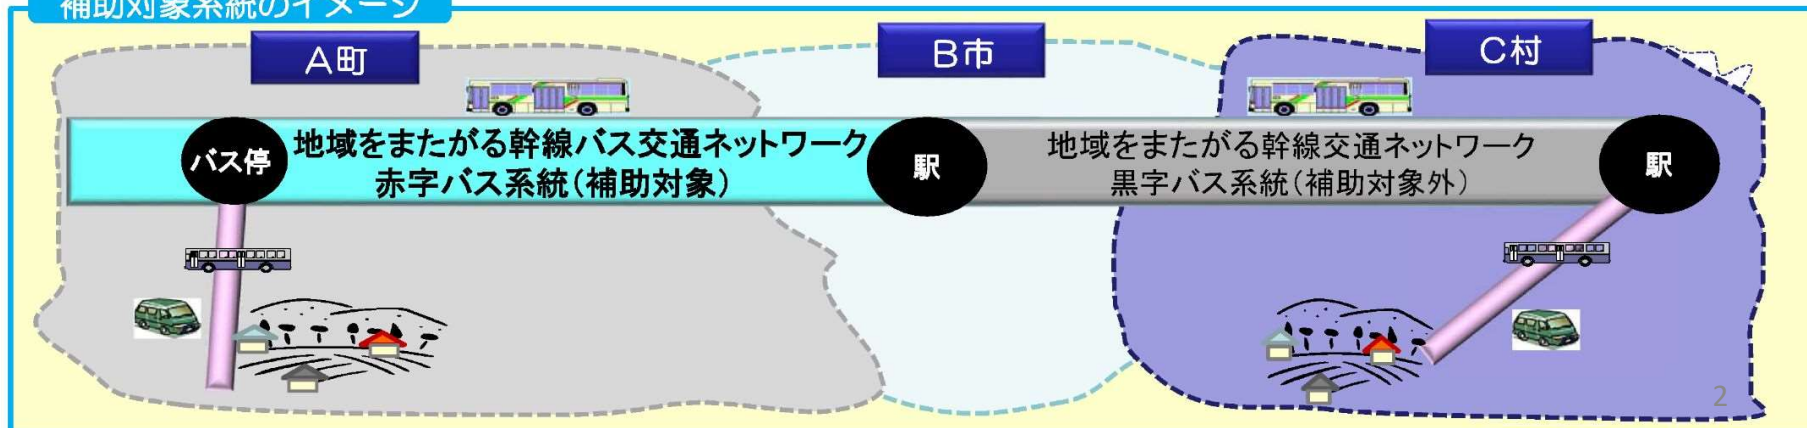 補助対象系統のイメージ
A町
B市
C村
バス停
地域をまたがる幹線バス交通ネットワーク
赤字バス系統(補助対象)
駅
地域をまたがる幹線交通ネットワーク
黒字バス系統(補助対象外)
駅
2